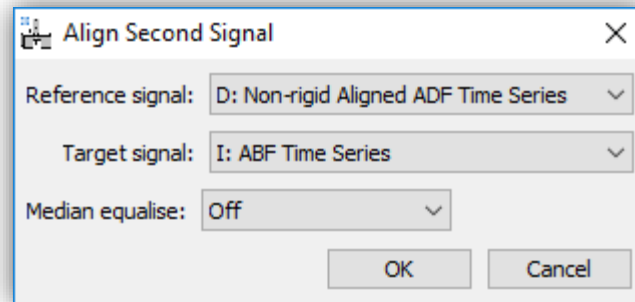 Align Second Signal
Reference signal: D: Non-rigid Aligned ADF Time Series
Target signal: I: ABF Time Series
Median equalise: Off
OK Cancel